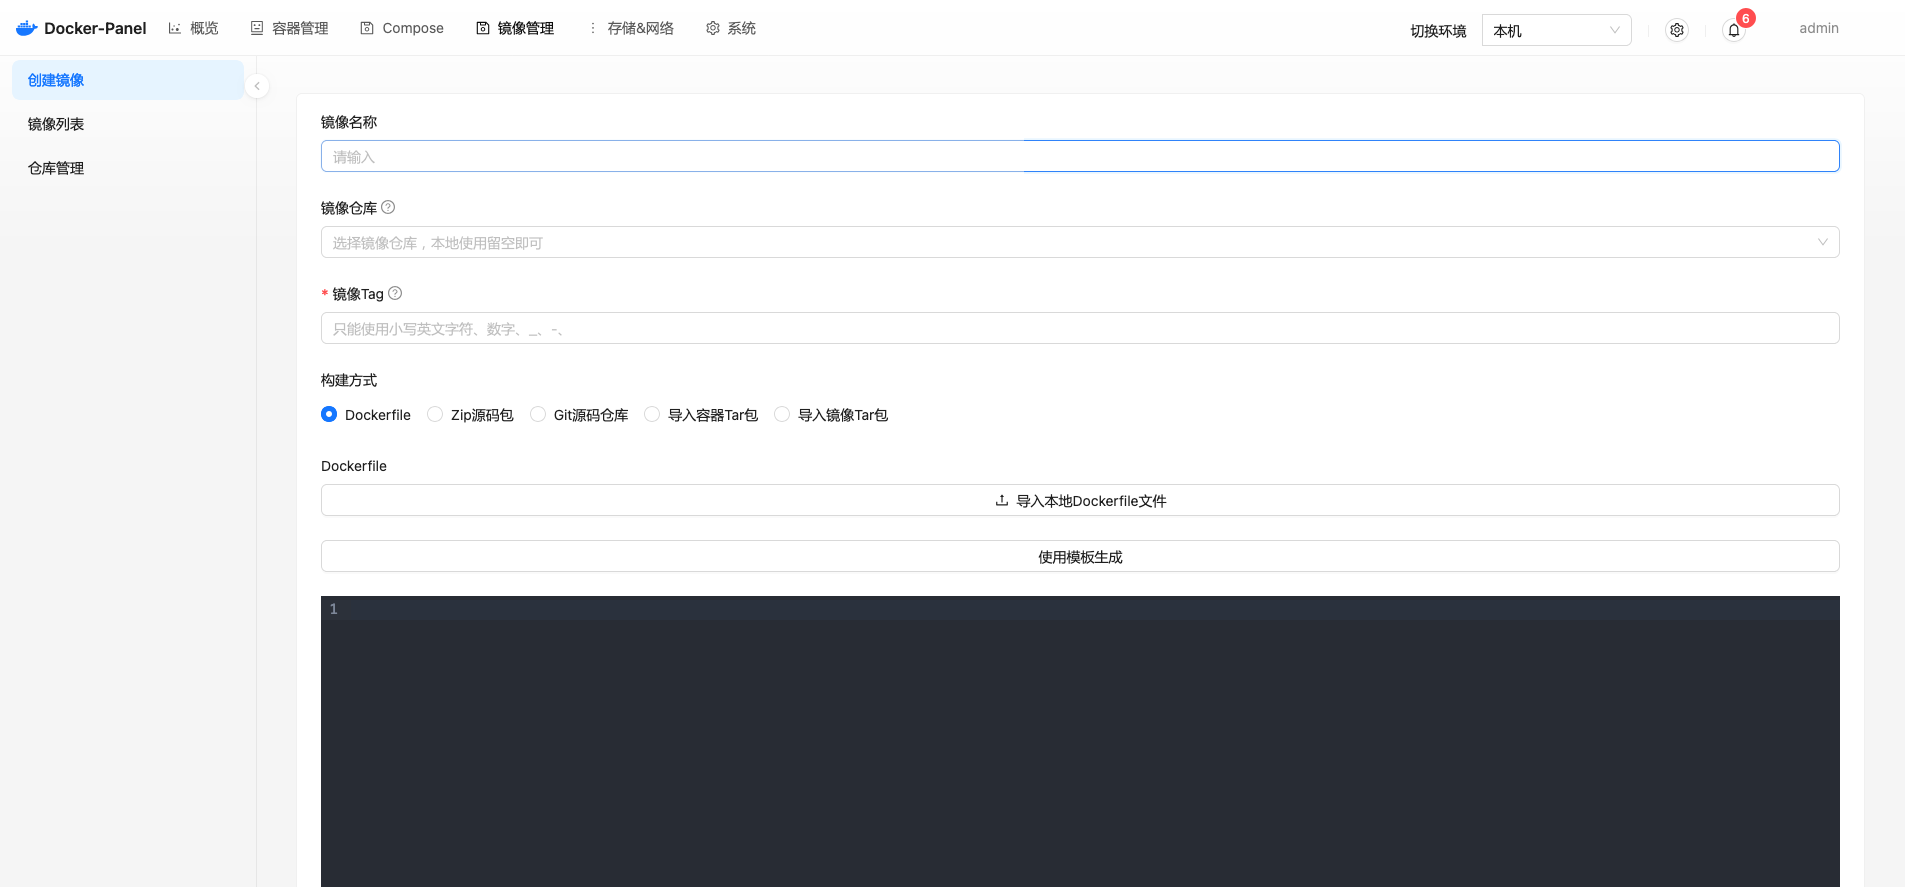 Docker-Panel 概览 容器管理 Compose 镜像管理 存储&网络 系统 切换环境 本机 6 admin
创建镜像
镜像列表
仓库管理
镜像名称
请输入
镜像仓库
选择镜像仓库，本地使用留空即可
* 镜像Tag
只能使用小写英文字符、数字、_、-、
构建方式
Dockerfile Zip源码包 Git源码仓库 导入容器Tar包 导入镜像Tar包
Dockerfile
导入本地Dockerfile文件
使用模板生成
1